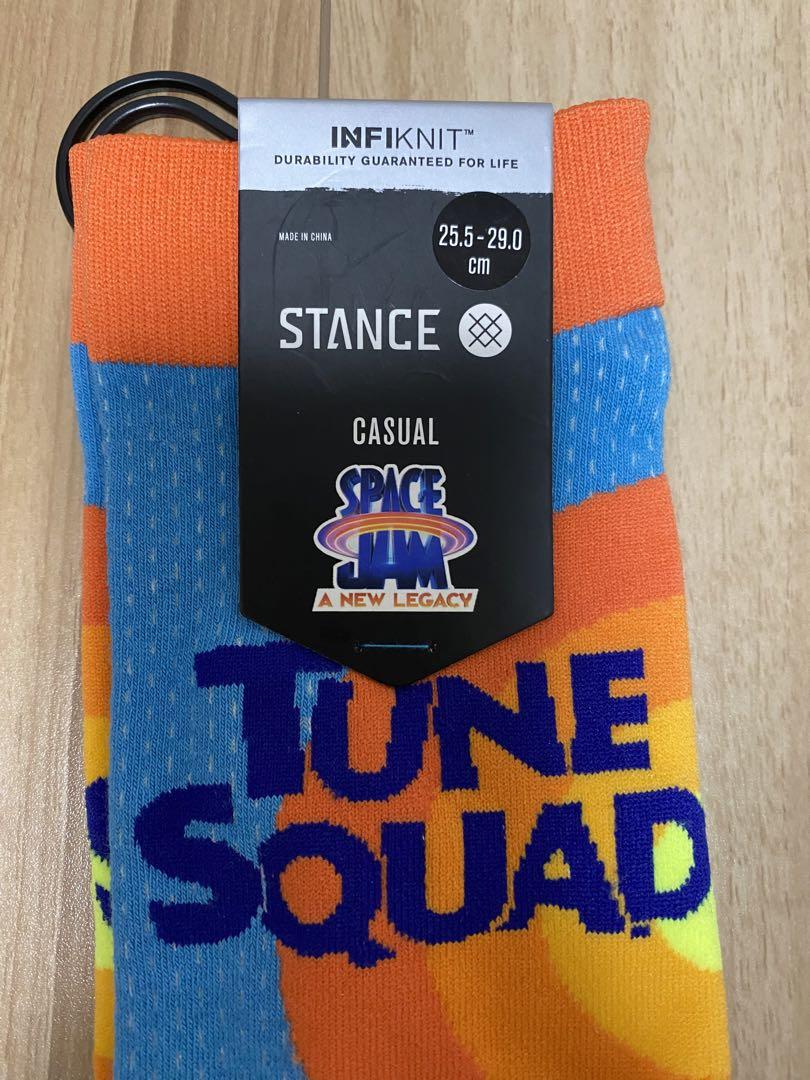 INFIKNIT™
DURABILITY GUARANTEED FOR LIFE
MADE IN CHINA
25.5-29.0
cm
STANCE
CASUAL
SPACE
JAM
A NEW LEGACY
TUNE
SQUAD